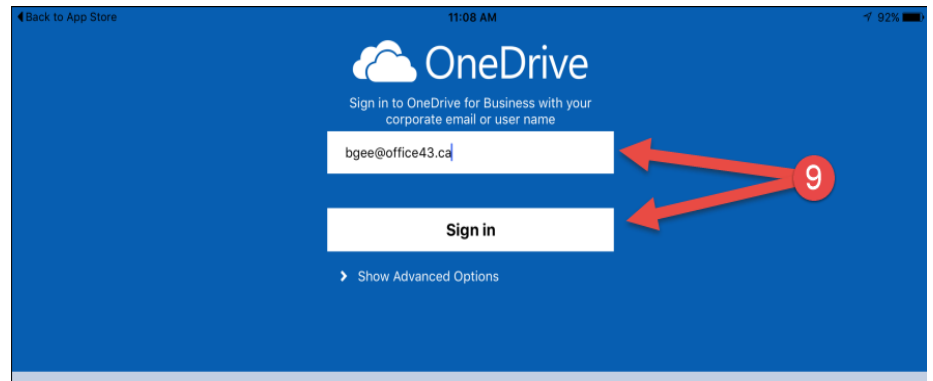 Back to App Store 11:08 AM 92%
OneDrive
Sign in to OneDrive for Business with your
corporate email or user name
bgee@office43.ca
9
Sign in
Show Advanced Options